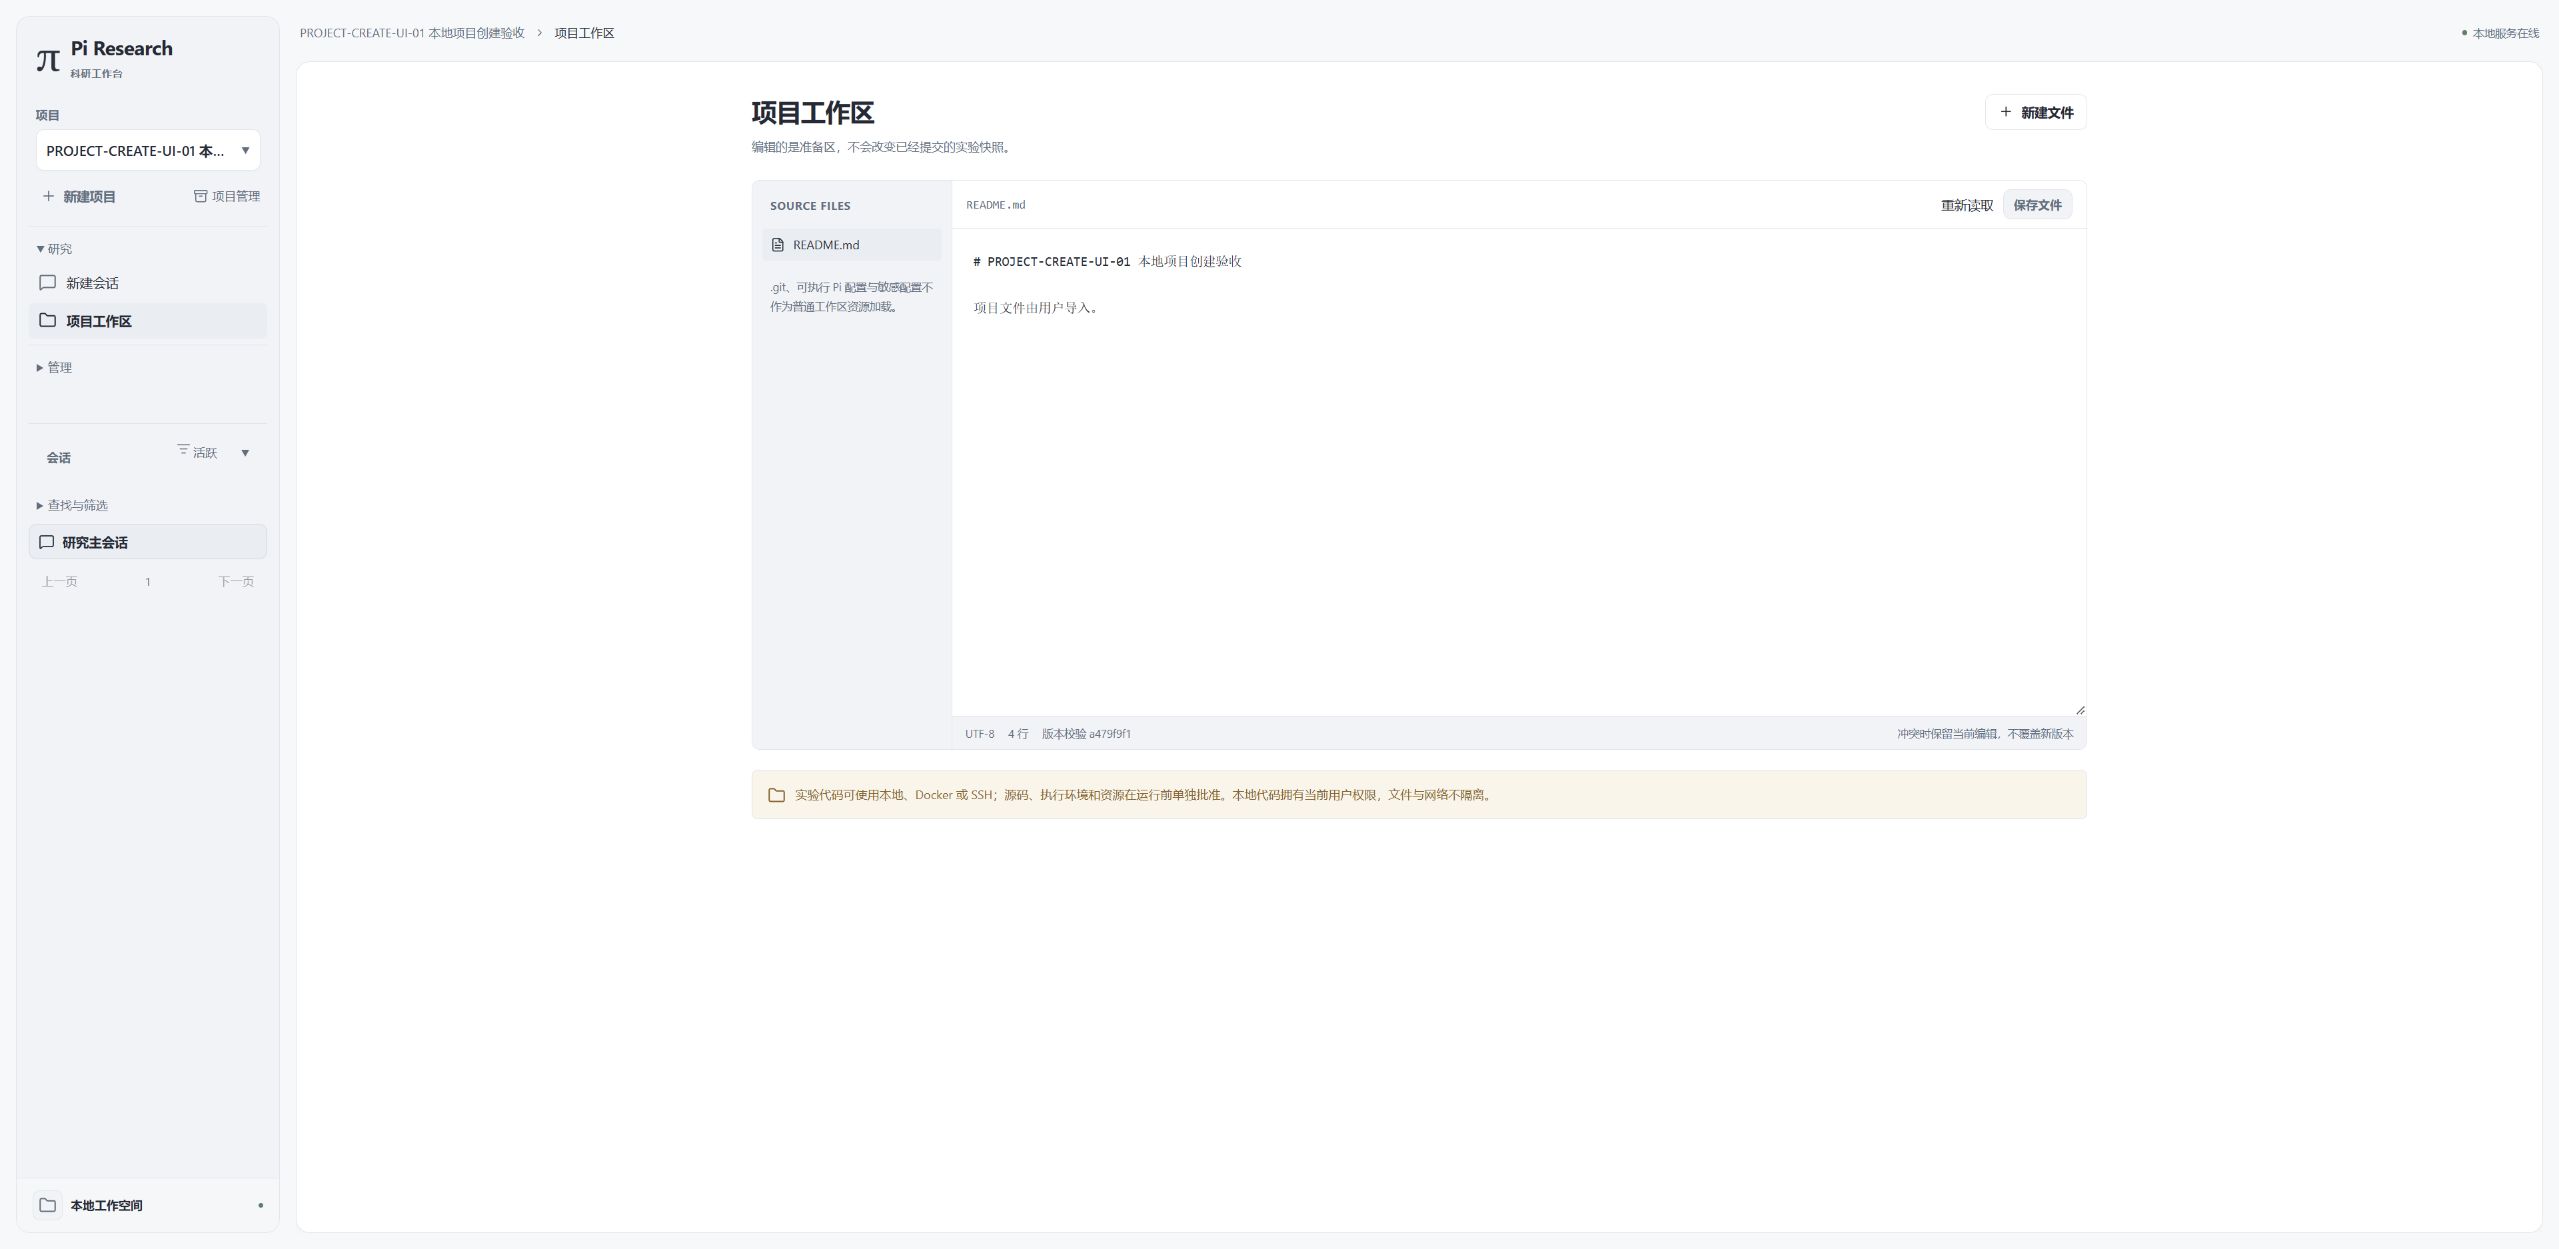 PROJECT-CREATE-UI-01 本地项目创建验收 › 项目工作区
本地服务在线
π Pi Research
科研工作台
项目
PROJECT-CREATE-UI-01 本...
新建项目
项目管理
研究
新建会话
项目工作区
管理
会话
活跃
查找与筛选
研究主会话
上一页 1 下一页
本地工作空间
项目工作区
+ 新建文件
编辑的是准备区，不会改变已经提交的实验快照。
SOURCE FILES
README.md
.git、可执行 Pi 配置与敏感配置不
作为普通工作区资源加载。
README.md
重新读取
保存文件
# PROJECT-CREATE-UI-01 本地项目创建验收
项目文件由用户导入。
UTF-8 4 行 版本校验 a479f9f1
冲突时保留当前编辑，不覆盖新版本
实验代码可使用本地、Docker 或 SSH；源码、执行环境和资源在运行前单独批准。本地代码拥有当前用户权限，文件与网络不隔离。